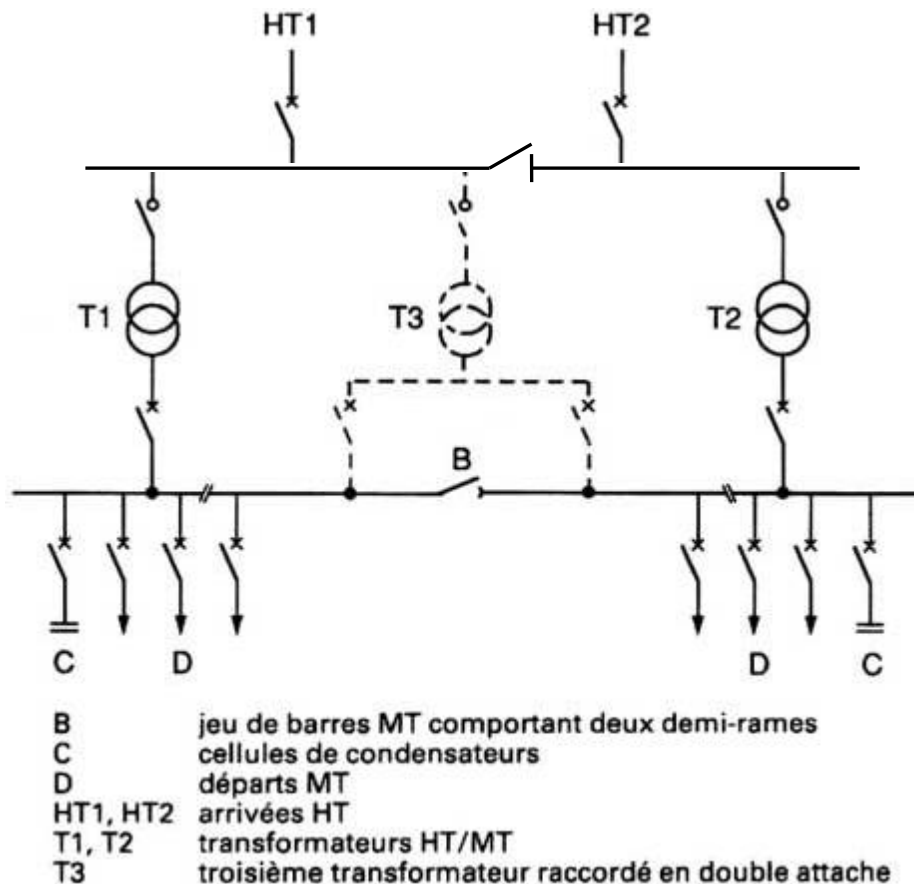 HT1 HT2
T1 T3 T2
B
C D D C
B jeu de barres MT comportant deux demi-rames
C cellules de condensateurs
D départs MT
HT1, HT2 arrivées HT
T1, T2 transformateurs HT/MT
T3 troisième transformateur raccordé en double attache